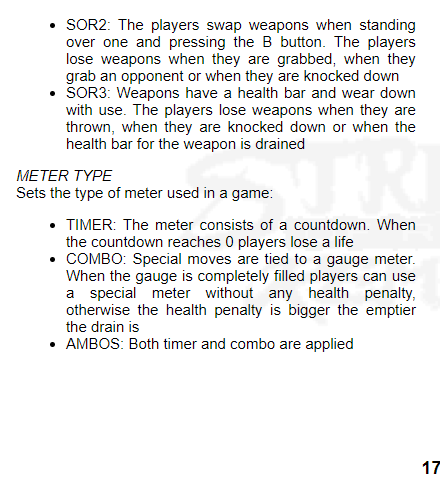 • SOR2: The players swap weapons when standing
over one and pressing the B button. The players
lose weapons when they are grabbed, when they
grab an opponent or when they are knocked down
• SOR3: Weapons have a health bar and wear down
with use. The players lose weapons when they are
thrown, when they are knocked down or when the
health bar for the weapon is drained
METER TYPE
Sets the type of meter used in a game:
• TIMER: The meter consists of a countdown. When
the countdown reaches 0 players lose a life
• COMBO: Special moves are tied to a gauge meter.
When the gauge is completely filled players can use
a special meter without any health penalty,
otherwise the health penalty is bigger the emptier
the drain is
• AMBOS: Both timer and combo are applied
17